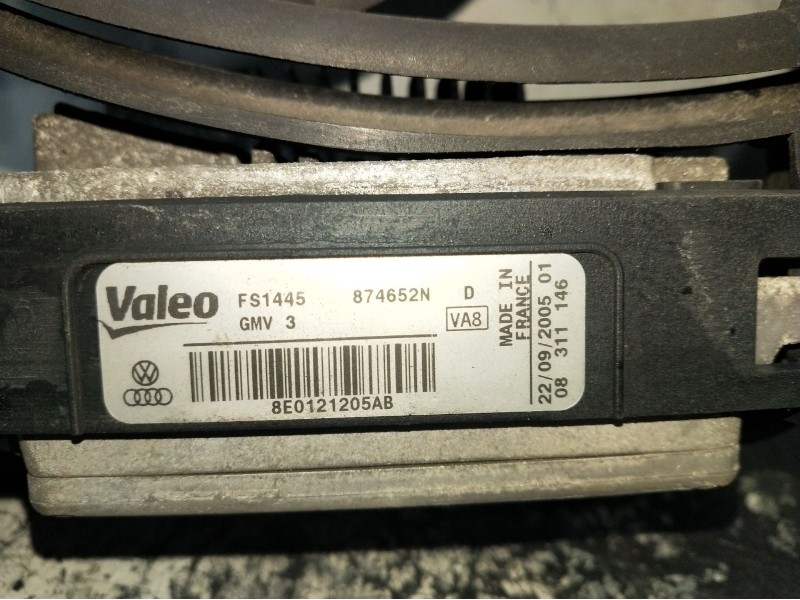 Valeo
FS1445 874652N D
GMV 3 VA8
8E0121205AB
MADE IN
FRANCE
22/09/2005 01
08 311 146